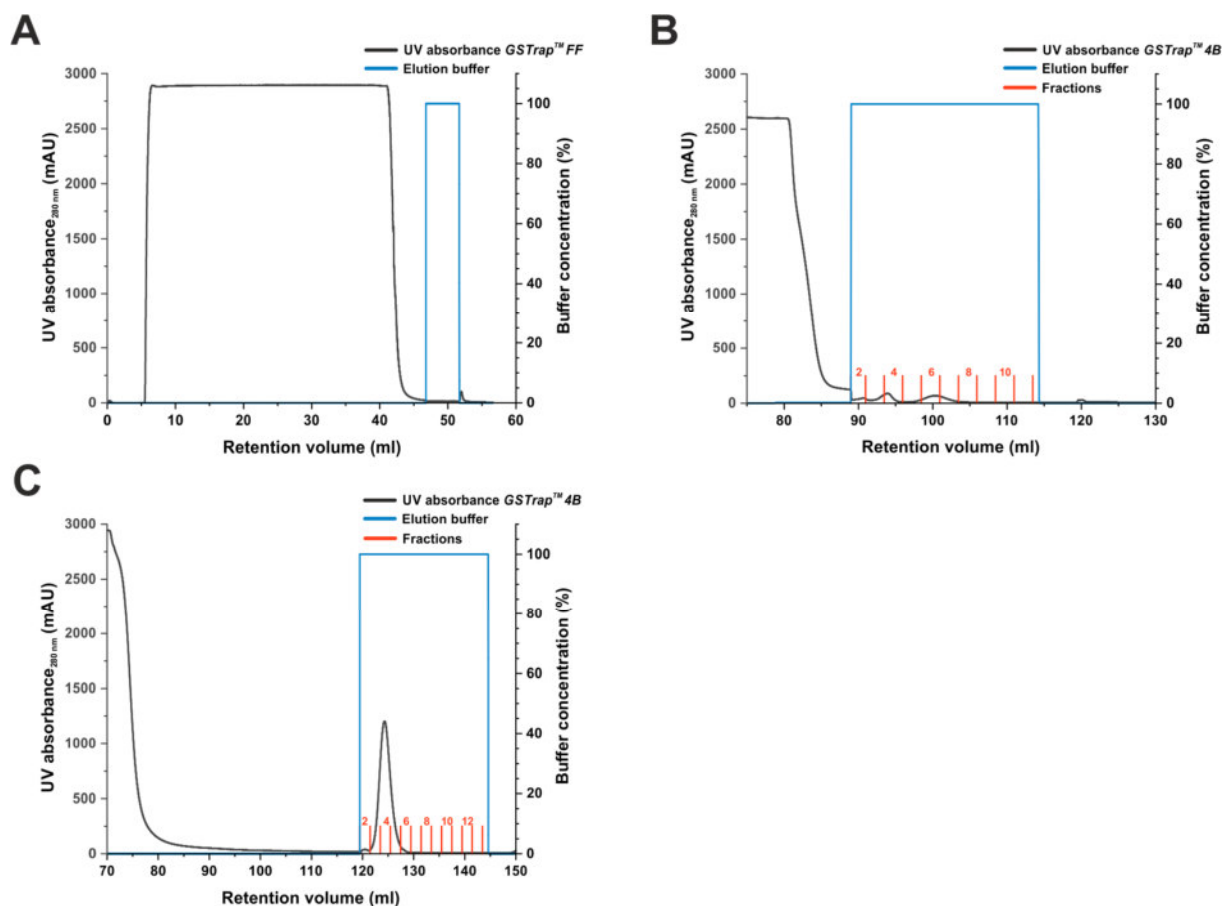 A
UV absorbance GSTrap™ FF
Elution buffer
3000
2500
2000
1500
1000
500
0
UV absorbance280 nm (mAU)
100
80
60
40
20
0
Buffer concentration (%)
0 10 20 30 40 50 60
Retention volume (ml)
B
UV absorbance GSTrap™ 4B
Elution buffer
Fractions
3000
2500
2000
1500
1000
500
0
UV absorbance280 nm (mAU)
100
80
60
40
20
0
Buffer concentration (%)
2 4 6 8 10
80 90 100 110 120 130
Retention volume (ml)
C
UV absorbance GSTrap™ 4B
Elution buffer
Fractions
3000
2500
2000
1500
1000
500
0
UV absorbance280 nm (mAU)
100
80
60
40
20
0
Buffer concentration (%)
2 4 6 8 10 12
70 80 90 100 110 120 130 140 150
Retention volume (ml)